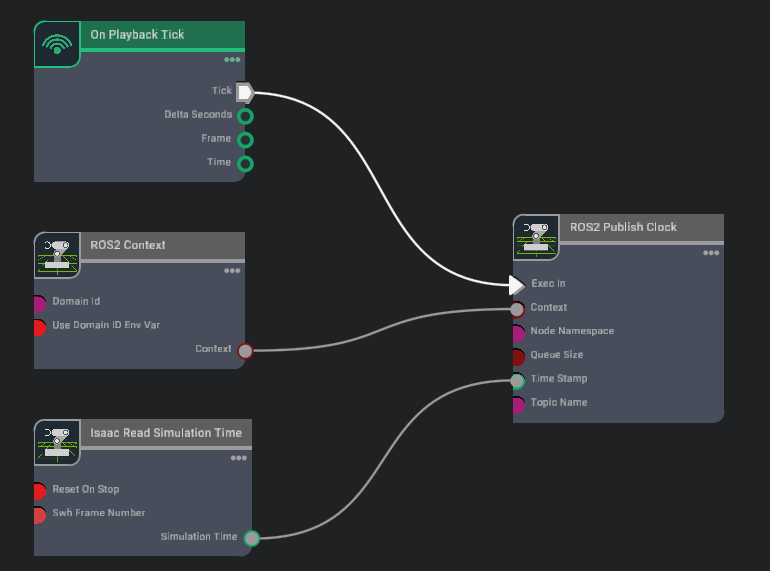 On Playback Tick
Tick
Delta Seconds
Frame
Time
ROS2 Context
Domain Id
Use Domain ID Env Var
Context
Isaac Read Simulation Time
Reset On Stop
Swh Frame Number
Simulation Time
ROS2 Publish Clock
Exec In
Context
Node Namespace
Queue Size
Time Stamp
Topic Name